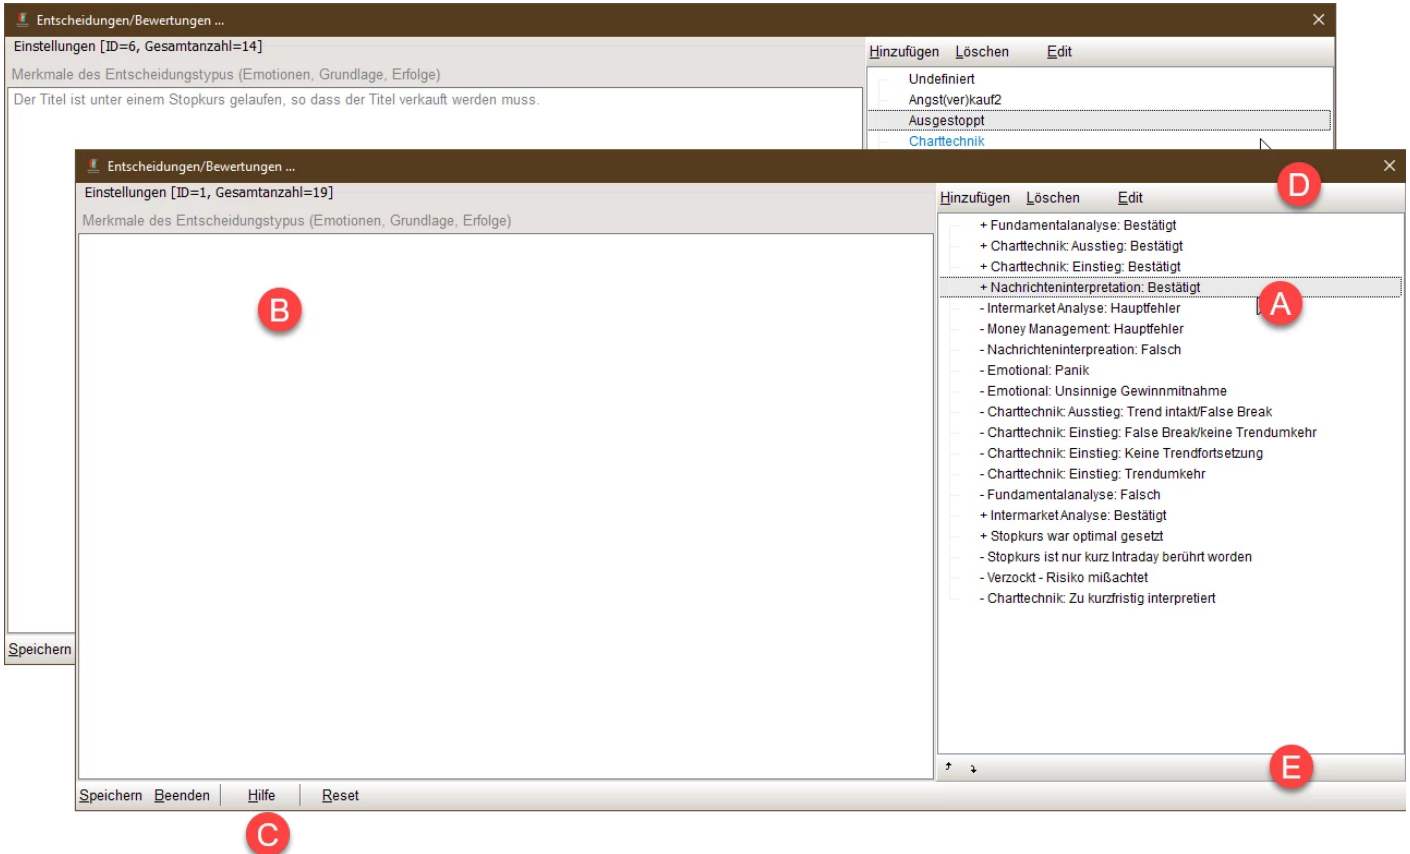 Entscheidungen/Bewertungen ...
Einstellungen [ID=6, Gesamtanzahl=14]
Hinzufügen Löschen Edit
Merkmale des Entscheidungstypus (Emotionen, Grundlage, Erfolge)
Der Titel ist unter einem Stopkurs gelaufen, so dass der Titel verkauft werden muss.
Undefiniert
Angst(ver)kauf2
Ausgestoppt
Charttechnik
Speichern
Entscheidungen/Bewertungen ...
Einstellungen [ID=1, Gesamtanzahl=19]
D
Hinzufügen Löschen Edit
Merkmale des Entscheidungstypus (Emotionen, Grundlage, Erfolge)
B
+ Fundamentalanalyse: Bestätigt
+ Charttechnik: Ausstieg: Bestätigt
+ Charttechnik: Einstieg: Bestätigt
+ Nachrichteninterpretation: Bestätigt
A
- Intermarket Analyse: Hauptfehler
- Money Management: Hauptfehler
- Nachrichteninterpreation: Falsch
- Emotional: Panik
- Emotional: Unsinnige Gewinnmitnahme
- Charttechnik: Ausstieg: Trend intakt/False Break
- Charttechnik: Einstieg: False Break/keine Trendumkehr
- Charttechnik: Einstieg: Keine Trendfortsetzung
- Charttechnik: Einstieg: Trendumkehr
- Fundamentalanalyse: Falsch
+ Intermarket Analyse: Bestätigt
+ Stopkurs war optimal gesetzt
- Stopkurs ist nur kurz Intraday berührt worden
- Verzockt - Risiko mißachtet
- Charttechnik: Zu kurzfristig interpretiert
E
Speichern Beenden Hilfe Reset
C